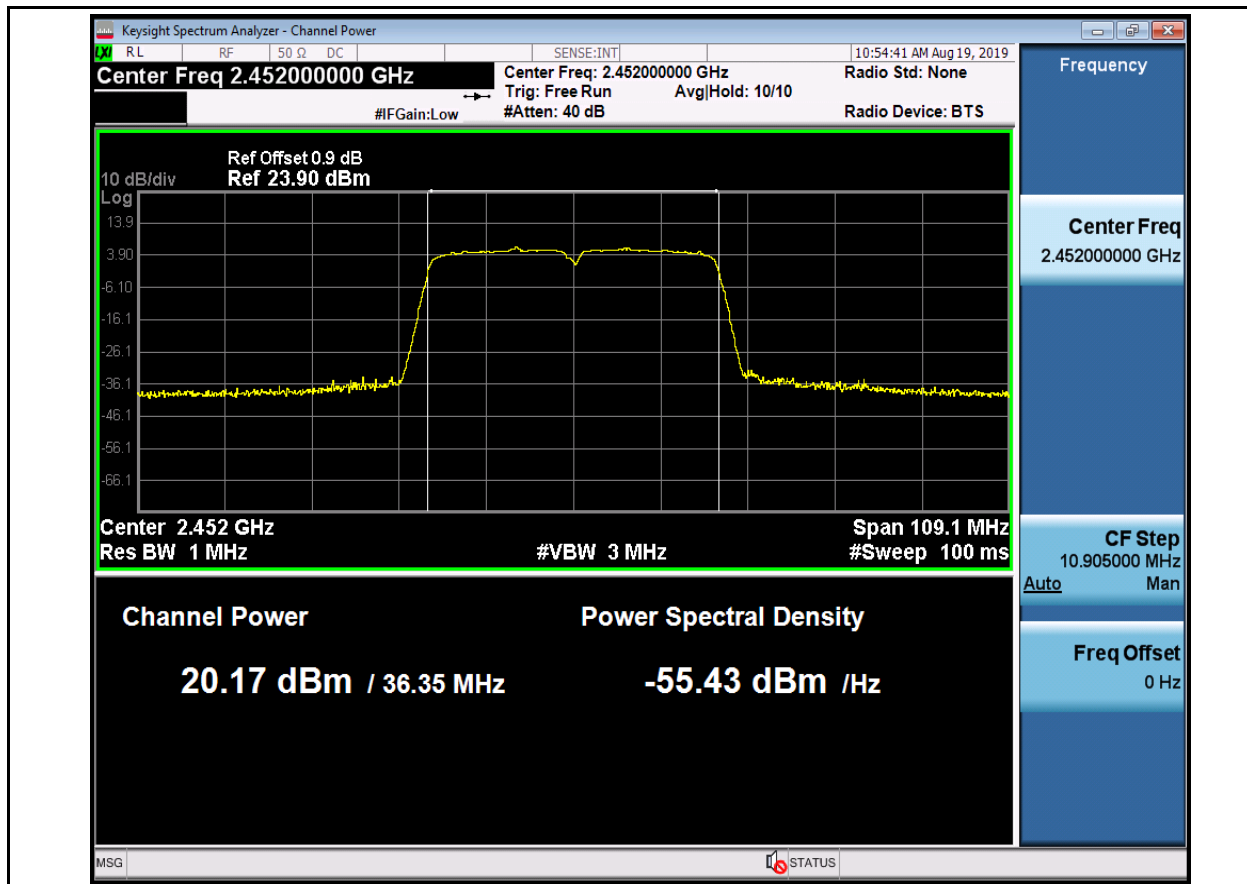 Keysight Spectrum Analyzer - Channel Power
LXI RL RF 50 Ω DC SENSE:INT 10:54:41 AM Aug 19, 2019
Center Freq 2.452000000 GHz
#IFGain:Low
Center Freq: 2.452000000 GHz
Trig: Free Run Avg|Hold: 10/10
#Atten: 40 dB
Radio Std: None
Radio Device: BTS
Ref Offset 0.9 dB
10 dB/div Ref 23.90 dBm
Log
13.9
3.90
-6.10
-16.1
-26.1
-36.1
-46.1
-56.1
-66.1
Center 2.452 GHz Span 109.1 MHz
Res BW 1 MHz #VBW 3 MHz #Sweep 100 ms
Channel Power
20.17 dBm / 36.35 MHz
Power Spectral Density
-55.43 dBm /Hz
Frequency
Center Freq
2.452000000 GHz
CF Step
10.905000 MHz
Auto Man
Freq Offset
0 Hz
MSG STATUS